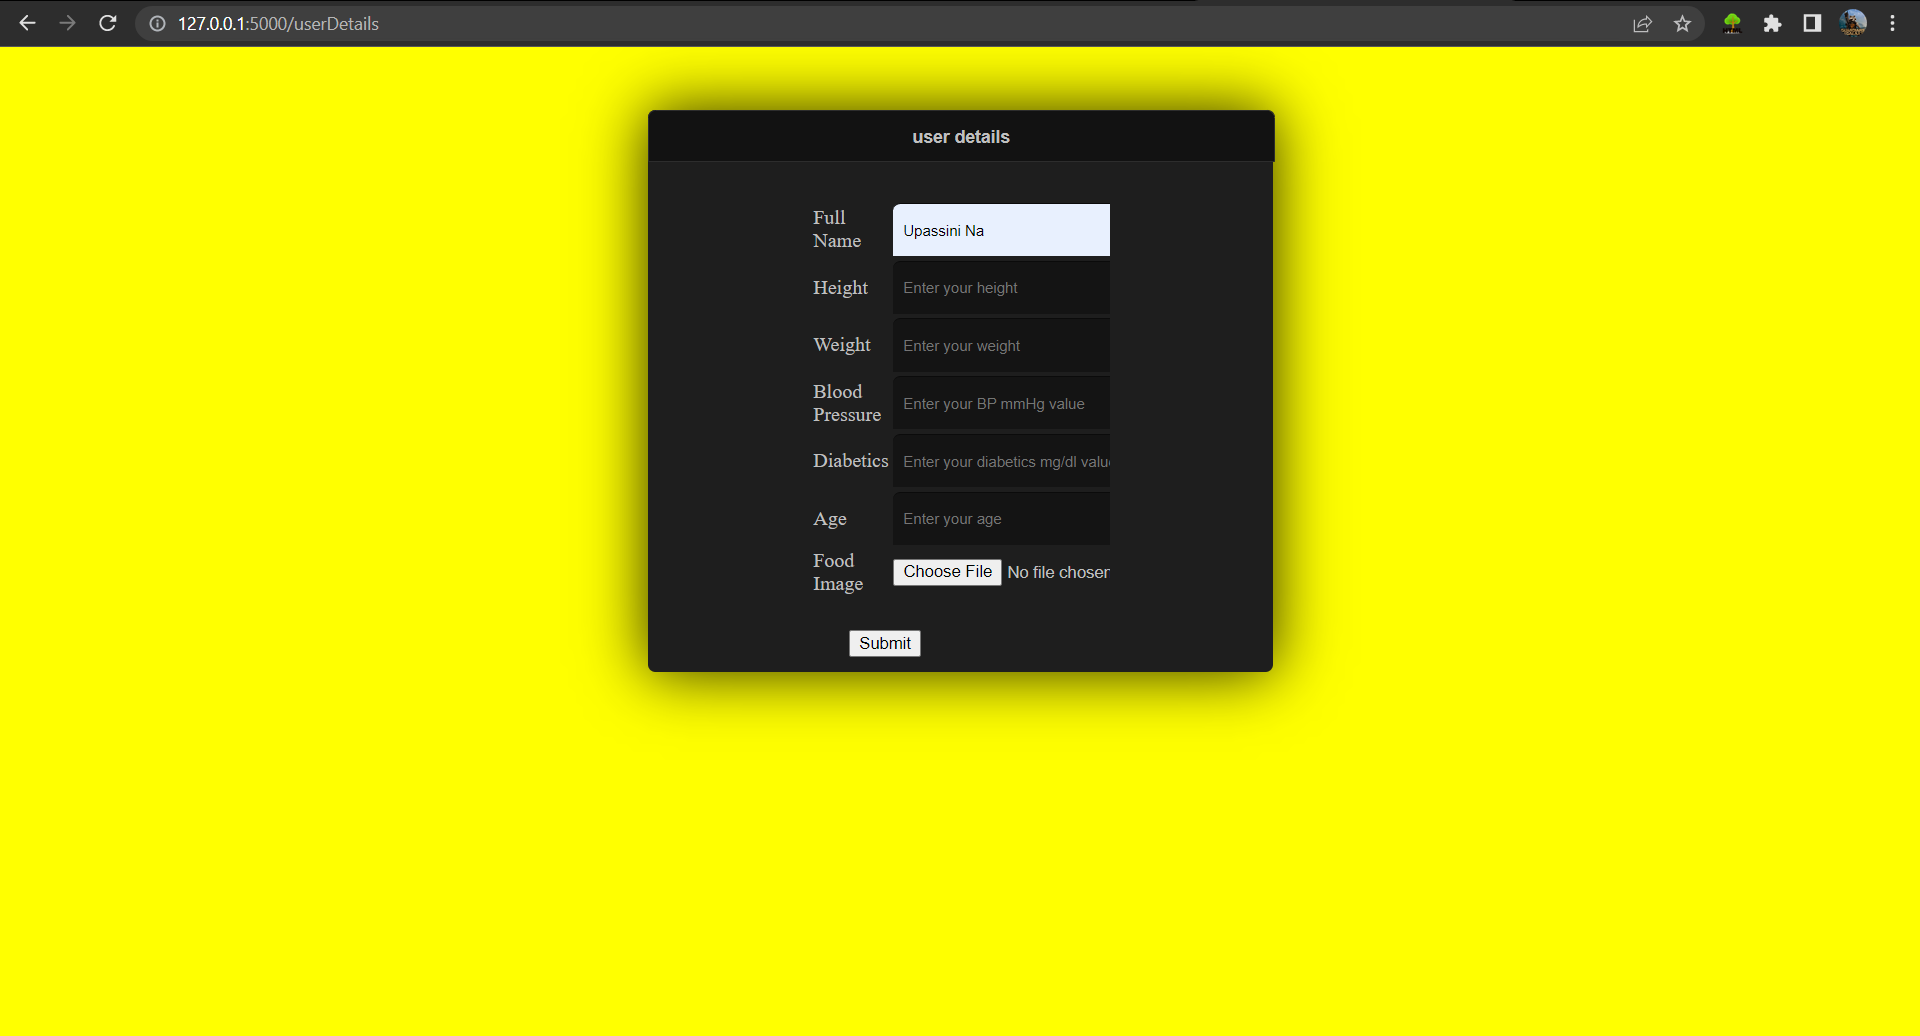 127.0.0.1:5000/userDetails
user details
Full
Name
Upassini Na
Height
Enter your height
Weight
Enter your weight
Blood
Pressure
Enter your BP mmHg value
Diabetics
Enter your diabetics mg/dl valu
Age
Enter your age
Food
Image
Choose File No file chosen
Submit